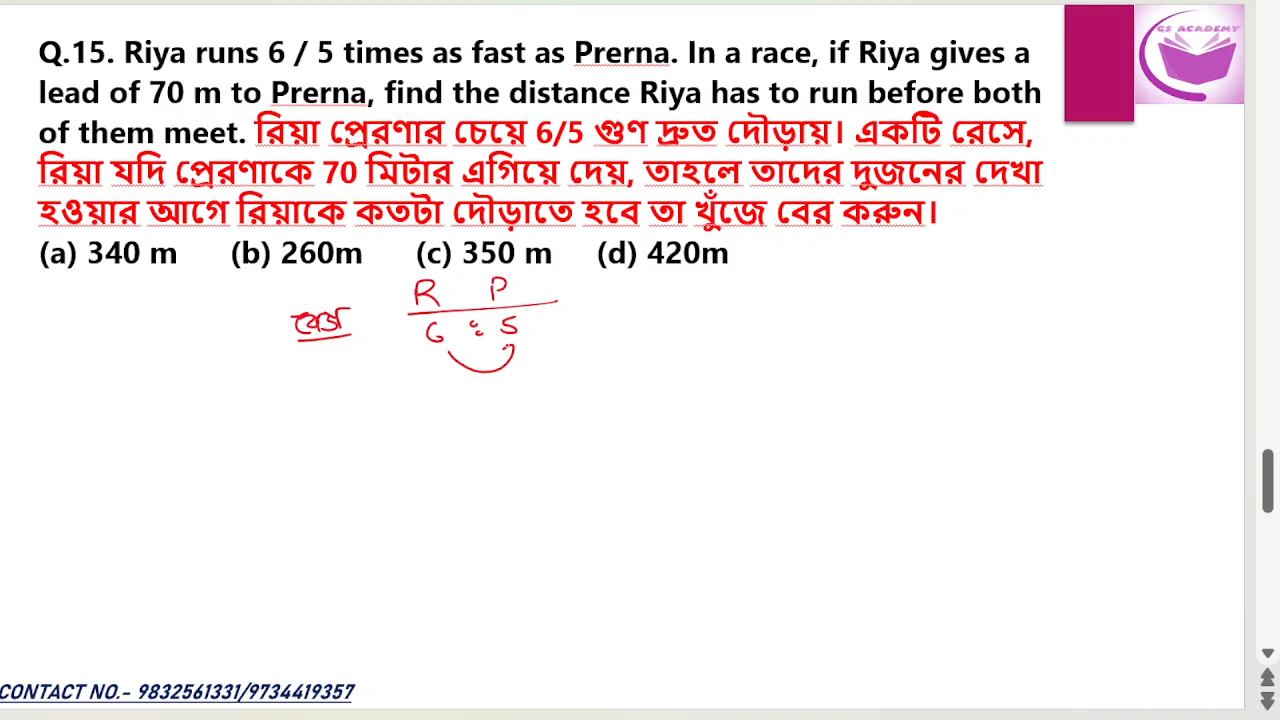 GS ACADEMY
Q.15. Riya runs 6 / 5 times as fast as Prerna. In a race, if Riya gives a
lead of 70 m to Prerna, find the distance Riya has to run before both
of them meet. রিয়া প্রেরণার চেয়ে 6/5 গুণ দ্রুত দৌড়ায়। একটি রেসে,
রিয়া যদি প্রেরণাকে 70 মিটার এগিয়ে দেয়, তাহলে তাদের দুজনের দেখা
হওয়ার আগে রিয়াকে কতটা দৌড়াতে হবে তা খুঁজে বের করুন।
(a) 340 m (b) 260m (c) 350 m (d) 420m
R P
6 : 5
CONTACT NO.- 9832561331/9734419357